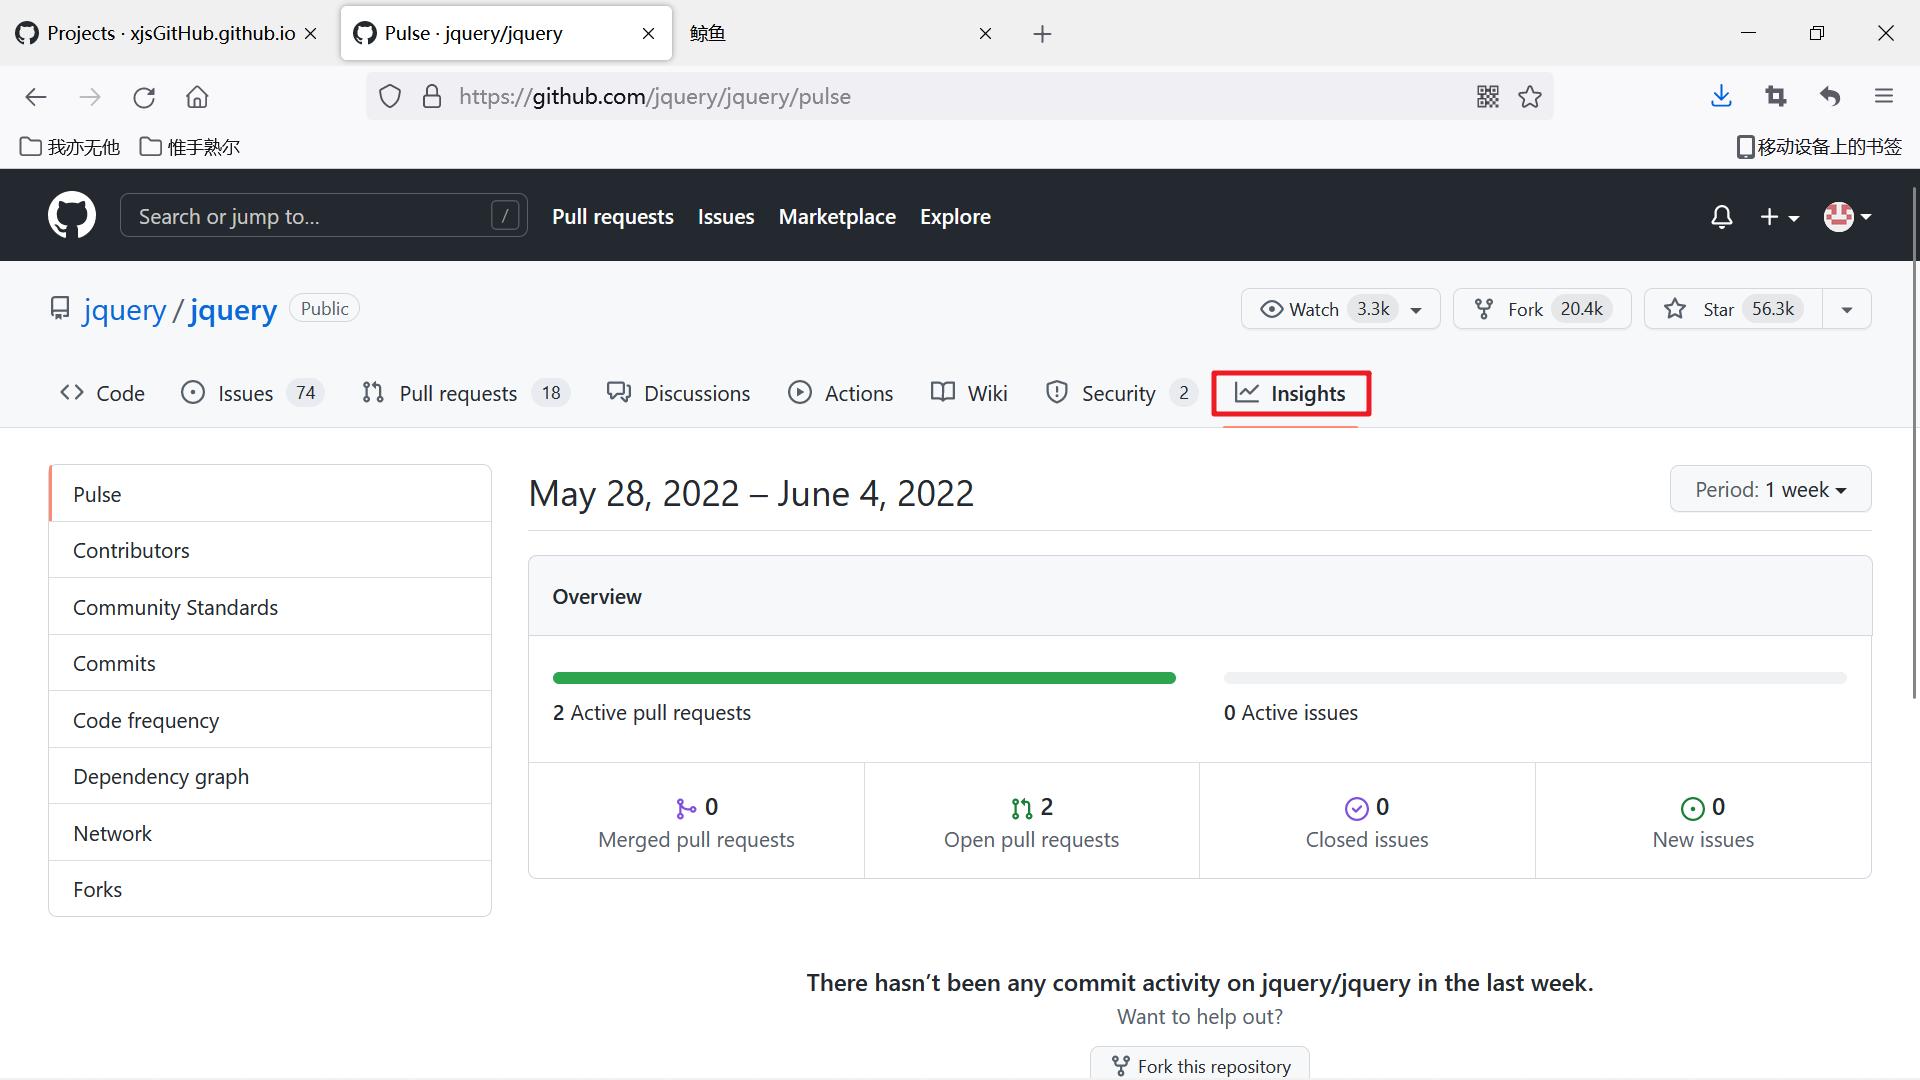 Projects · xjsGitHub.github.io
Pulse · jquery/jquery
鲸鱼
https://github.com/jquery/jquery/pulse
我亦无他
惟手熟尔
移动设备上的书签
Search or jump to...
/
Pull requests
Issues
Marketplace
Explore
jquery / jquery
Public
Watch 3.3k
Fork 20.4k
Star 56.3k
Code
Issues 74
Pull requests 18
Discussions
Actions
Wiki
Security 2
Insights
Pulse
Contributors
Community Standards
Commits
Code frequency
Dependency graph
Network
Forks
May 28, 2022 – June 4, 2022
Period: 1 week
Overview
2 Active pull requests
0 Active issues
0
Merged pull requests
2
Open pull requests
0
Closed issues
0
New issues
There hasn’t been any commit activity on jquery/jquery in the last week.
Want to help out?
Fork this repository